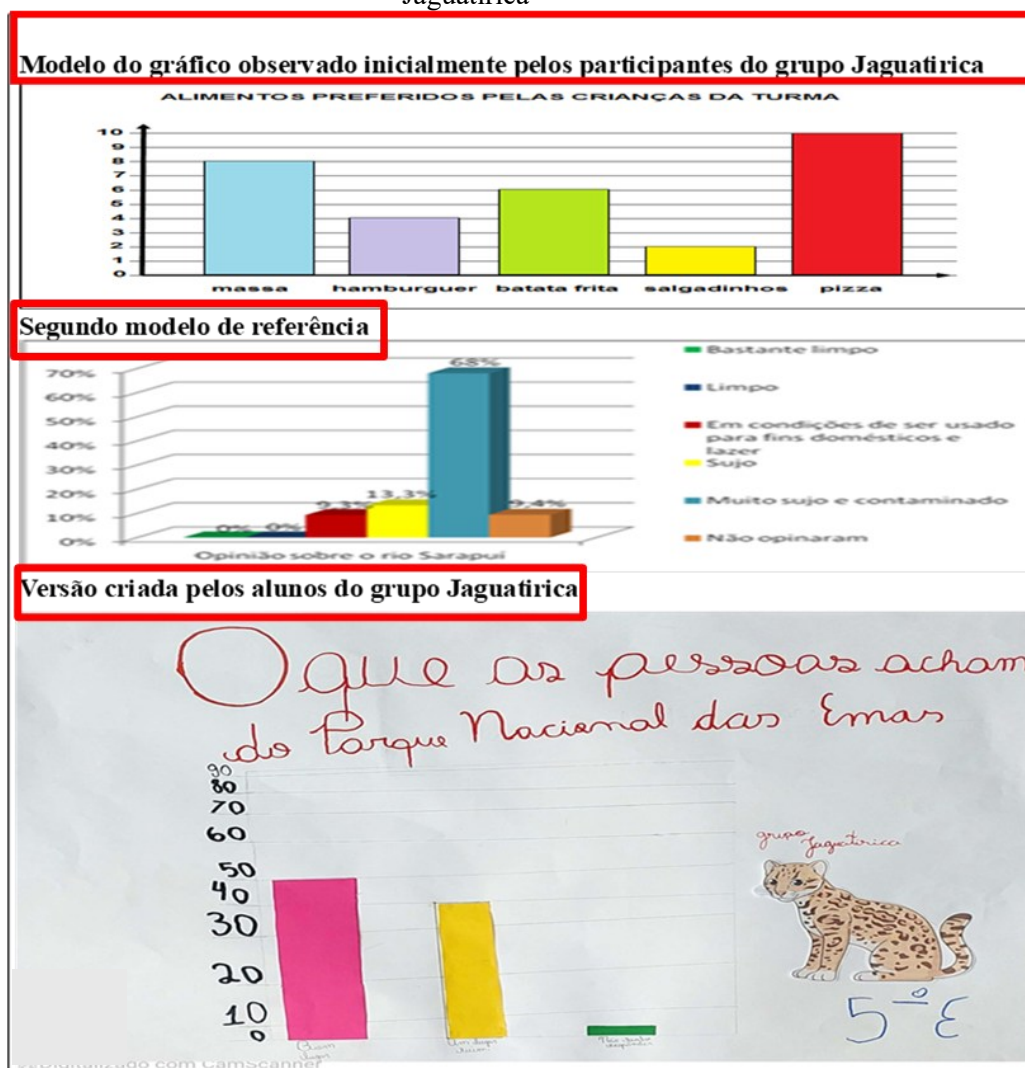 Jaguatirica
Modelo do gráfico observado inicialmente pelos participantes do grupo Jaguatirica
ALIMENTOS PREFERIDOS PELAS CRIANÇAS DA TURMA
10
9
8
7
6
5
4
3
2
1
0
massa hamburguer batata frita salgadinhos pizza
Segundo modelo de referência
70%
60%
50%
40%
30%
20%
10%
0%
0% 0% 9,3% 13,3% 68% 9,4%
Opinião sobre o rio Sarapuí
Bastante limpo
Limpo
Em condições de ser usado
para fins domésticos e
lazer
Sujo
Muito sujo e contaminado
Não opinaram
Versão criada pelos alunos do grupo Jaguatirica
O que as pessoas acham
do Parque Nacional das Emas
90
80
70
60
50
40
30
20
10
0
grupo
Jaguatirica
5º E
com CamScanner